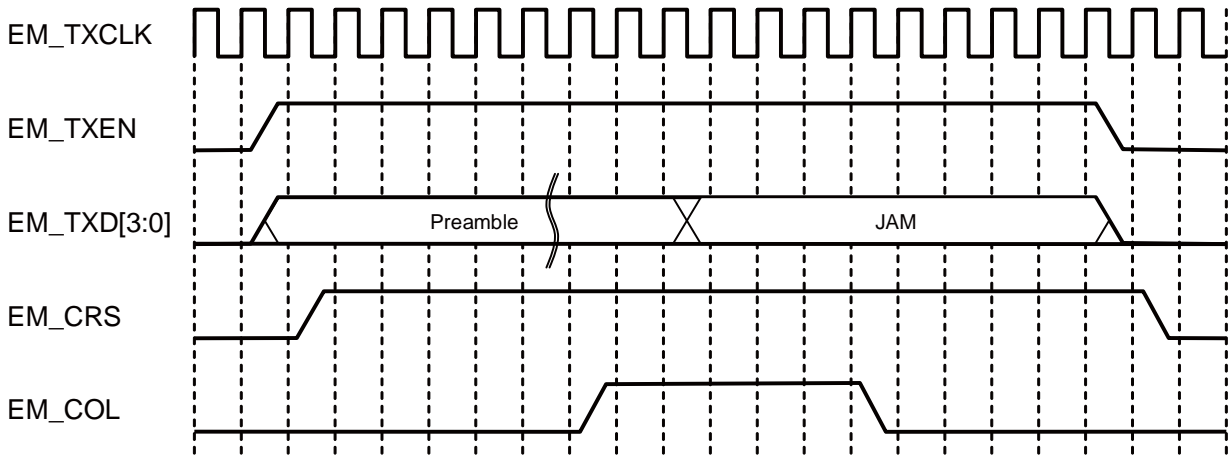 EM_TXCLK
EM_TXEN
EM_TXD[3:0]
Preamble
JAM
EM_CRS
EM_COL